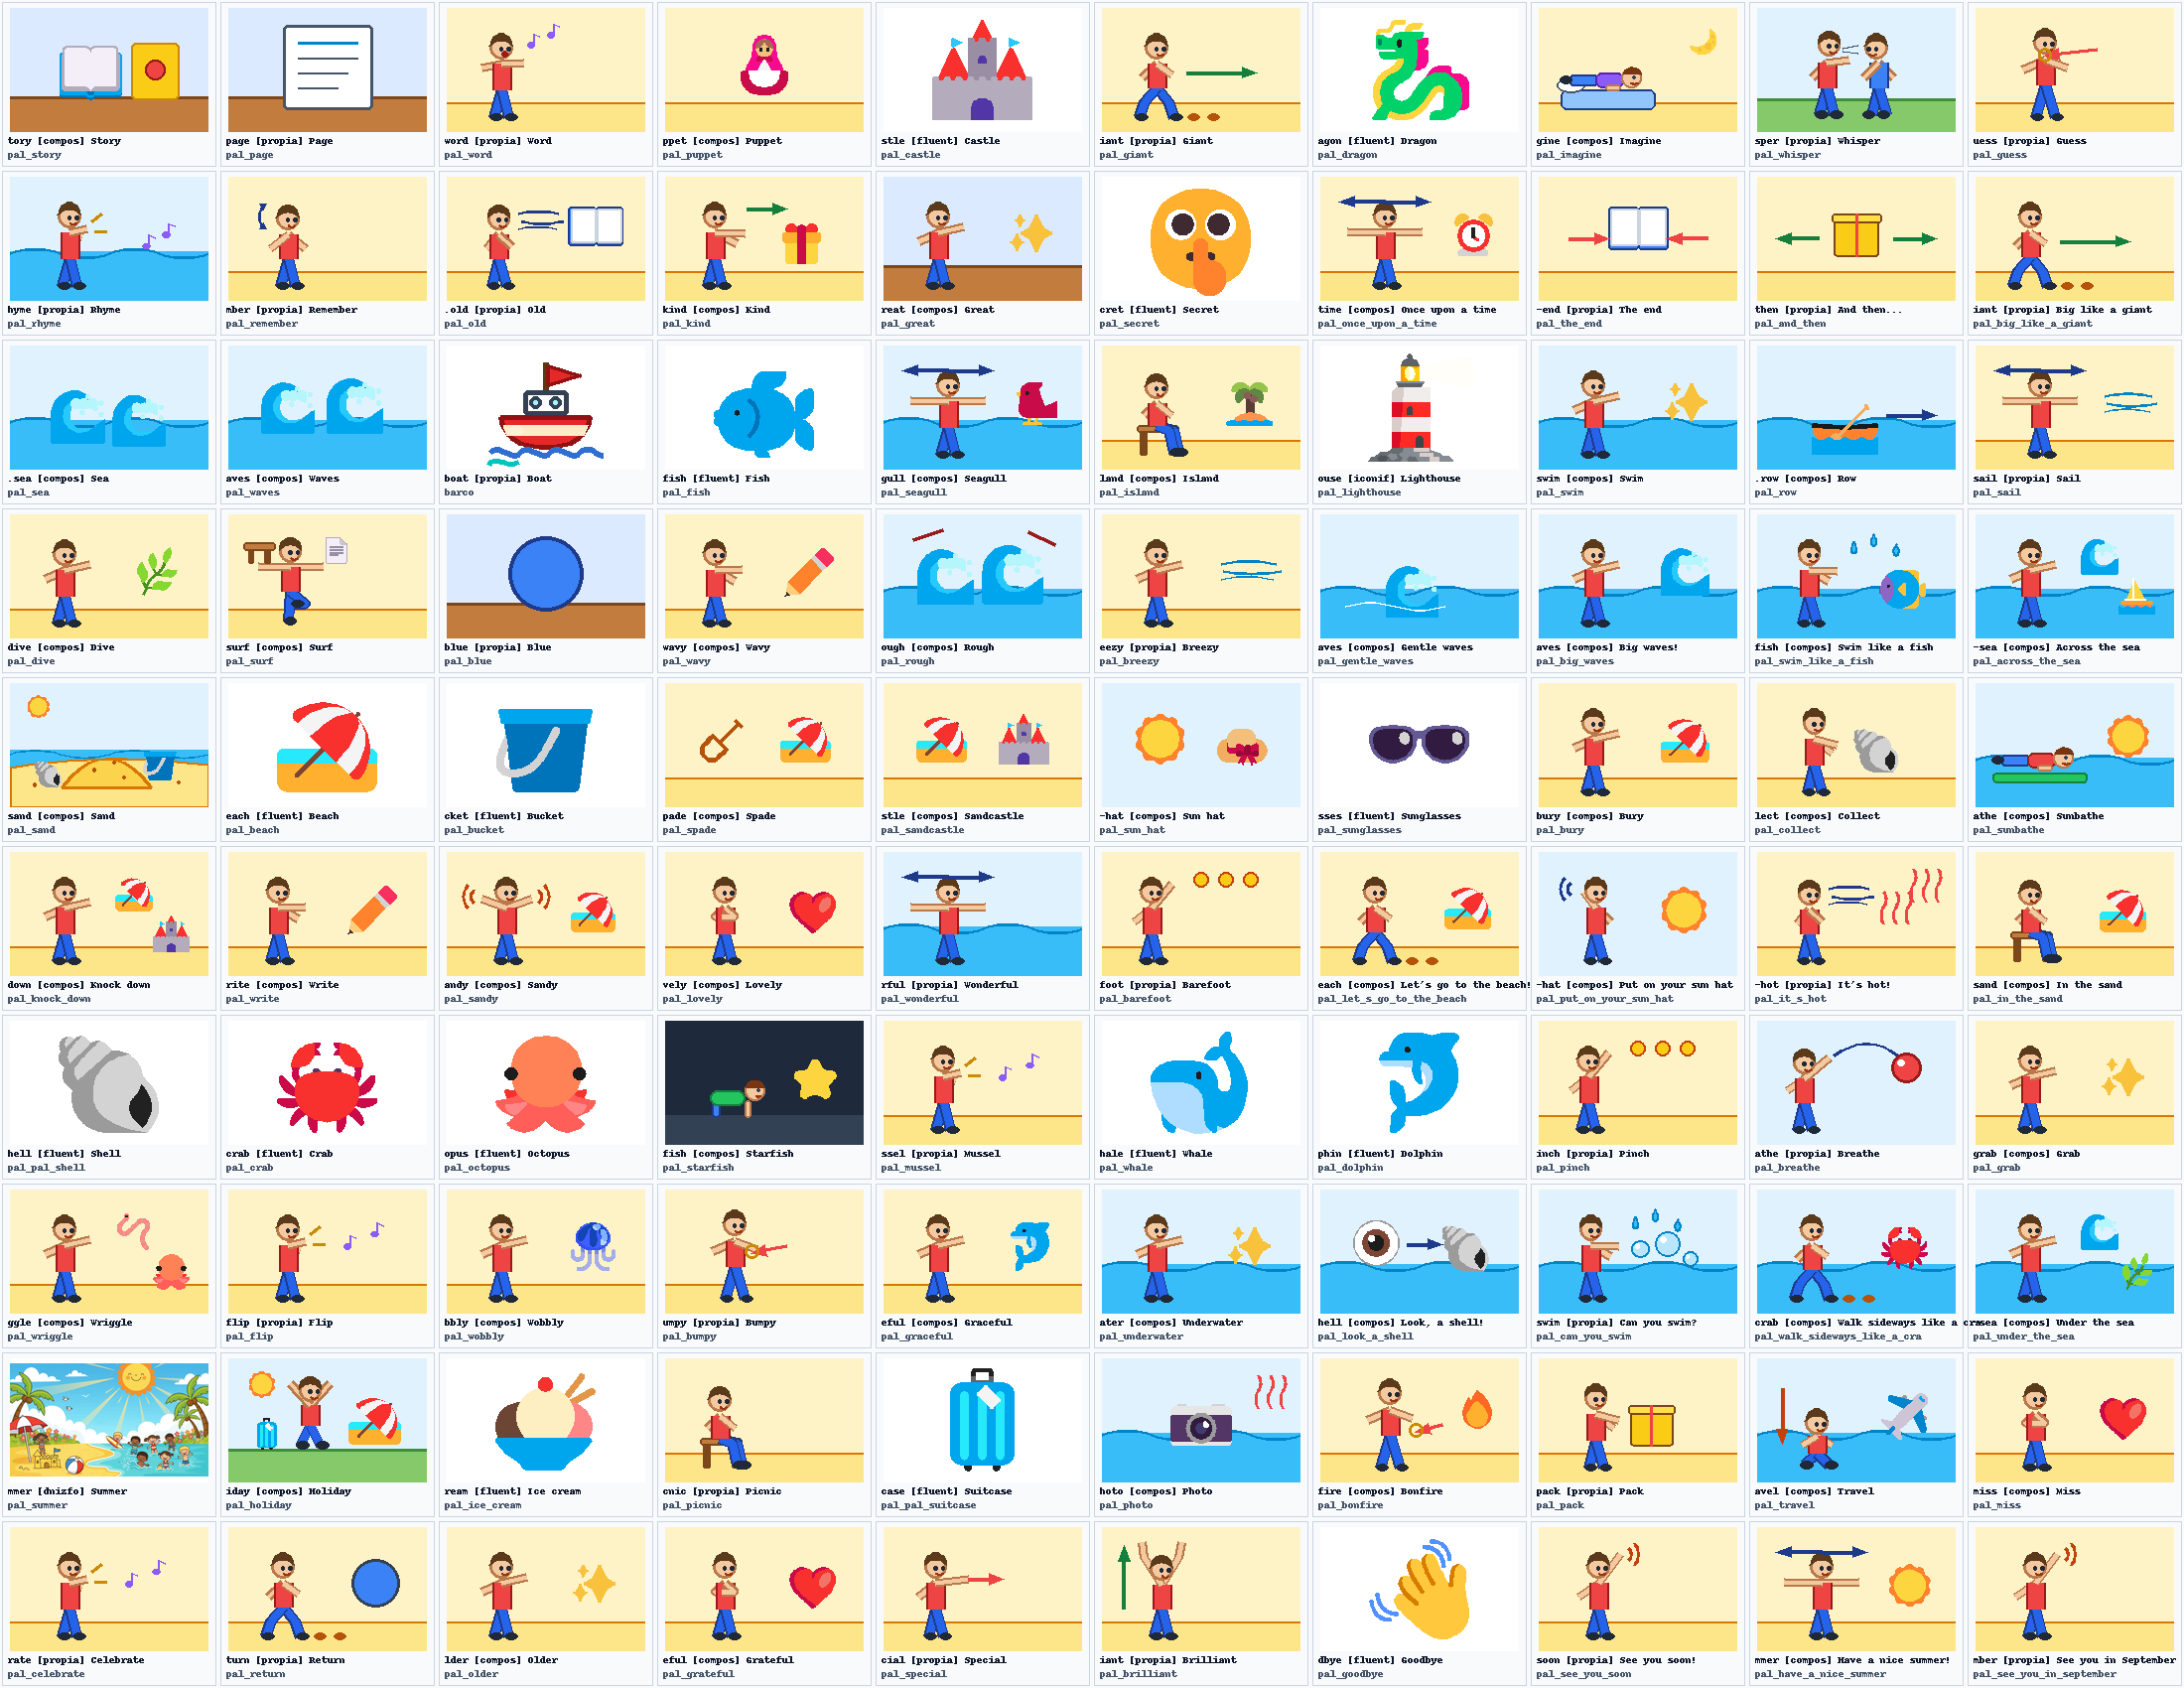 tory [compos] Story
pal_story
page [propia] Page
pal_page
word [propia] Word
pal_word
ppet [compos] Puppet
pal_puppet
stle [fluent] Castle
pal_castle
iant [propia] Giant
pal_giant
agon [fluent] Dragon
pal_dragon
gine [compos] Imagine
pal_imagine
sper [propia] Whisper
pal_whisper
uess [propia] Guess
pal_guess
hyme [propia] Rhyme
pal_rhyme
mber [propia] Remember
pal_remember
.old [propia] Old
pal_old
kind [compos] Kind
pal_kind
reat [compos] Great
pal_great
cret [fluent] Secret
pal_secret
time [compos] Once upon a time
pal_once_upon_a_time
-end [propia] The end
pal_the_end
then [propia] And then...
pal_and_then
iant [propia] Big like a giant
pal_big_like_a_giant
.sea [compos] Sea
pal_sea
aves [compos] Waves
pal_waves
boat [propia] Boat
barco
fish [fluent] Fish
pal_fish
gull [compos] Seagull
pal_seagull
land [compos] Island
pal_island
ouse [iconif] Lighthouse
pal_lighthouse
swim [compos] Swim
pal_swim
.row [compos] Row
pal_row
sail [propia] Sail
pal_sail
dive [compos] Dive
pal_dive
surf [compos] Surf
pal_surf
blue [propia] Blue
pal_blue
wavy [compos] Wavy
pal_wavy
ough [compos] Rough
pal_rough
eezy [propia] Breezy
pal_breezy
aves [compos] Gentle waves
pal_gentle_waves
aves [compos] Big waves!
pal_big_waves
fish [compos] Swim like a fish
pal_swim_like_a_fish
-sea [compos] Across the sea
pal_across_the_sea
sand [compos] Sand
pal_sand
each [fluent] Beach
pal_beach
cket [fluent] Bucket
pal_bucket
pade [compos] Spade
pal_spade
stle [compos] Sandcastle
pal_sandcastle
-hat [compos] Sun hat
pal_sun_hat
sses [fluent] Sunglasses
pal_sunglasses
bury [compos] Bury
pal_bury
lect [compos] Collect
pal_collect
athe [compos] Sunbathe
pal_sunbathe
down [compos] Knock down
pal_knock_down
rite [compos] Write
pal_write
andy [compos] Sandy
pal_sandy
vely [compos] Lovely
pal_lovely
rful [propia] Wonderful
pal_wonderful
foot [propia] Barefoot
pal_barefoot
each [compos] Let's go to the beach!
pal_let_s_go_to_the_beach
-hat [compos] Put on your sun hat
pal_put_on_your_sun_hat
-hot [propia] It's hot!
pal_it_s_hot
sand [compos] In the sand
pal_in_the_sand
hell [fluent] Shell
pal_pal_shell
crab [fluent] Crab
pal_crab
opus [fluent] Octopus
pal_octopus
fish [compos] Starfish
pal_starfish
ssel [propia] Mussel
pal_mussel
hale [fluent] Whale
pal_whale
phin [fluent] Dolphin
pal_dolphin
inch [propia] Pinch
pal_pinch
athe [propia] Breathe
pal_breathe
grab [compos] Grab
pal_grab
ggle [compos] Wriggle
pal_wriggle
flip [propia] Flip
pal_flip
bbly [compos] Wobbly
pal_wobbly
umpy [propia] Bumpy
pal_bumpy
eful [compos] Graceful
pal_graceful
ater [compos] Underwater
pal_underwater
hell [compos] Look, a shell!
pal_look_a_shell
swim [propia] Can you swim?
pal_can_you_swim
crab [compos] Walk sideways like a
pal_walk_sideways_like_a_cra
sea [compos] Under the sea
pal_under_the_sea
mmer [dnizfo] Summer
pal_summer
iday [compos] Holiday
pal_holiday
ream [fluent] Ice cream
pal_ice_cream
cnic [propia] Picnic
pal_picnic
case [fluent] Suitcase
pal_pal_suitcase
hoto [compos] Photo
pal_photo
fire [compos] Bonfire
pal_bonfire
pack [propia] Pack
pal_pack
avel [compos] Travel
pal_travel
miss [compos] Miss
pal_miss
rate [propia] Celebrate
pal_celebrate
turn [propia] Return
pal_return
lder [compos] Older
pal_older
eful [compos] Grateful
pal_grateful
cial [propia] Special
pal_special
iant [propia] Brilliant
pal_brilliant
dbye [fluent] Goodbye
pal_goodbye
soon [propia] See you soon!
pal_see_you_soon
mmer [compos] Have a nice summer!
pal_have_a_nice_summer
mber [propia] See you in September
pal_see_you_in_september